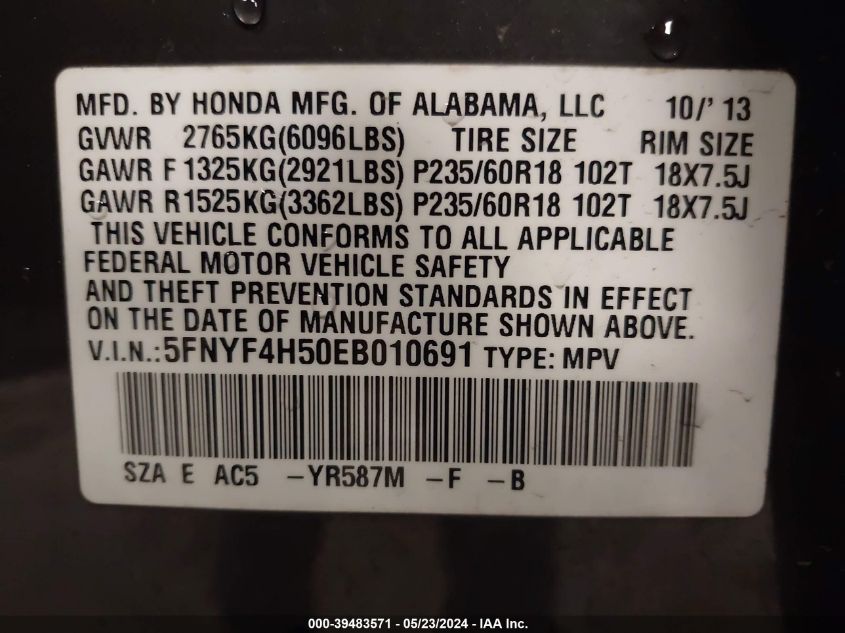 MFD. BY HONDA MFG. OF ALABAMA, LLC 10/' 13
GVWR 2765KG(6096LBS) TIRE SIZE RIM SIZE
GAWR F 1325KG(2921LBS) P235/60R18 102T 18X7.5J
GAWR R1525KG(3362LBS) P235/60R18 102T 18X7.5J
THIS VEHICLE CONFORMS TO ALL APPLICABLE
FEDERAL MOTOR VEHICLE SAFETY
AND THEFT PREVENTION STANDARDS IN EFFECT
ON THE DATE OF MANUFACTURE SHOWN ABOVE.
V.I.N.:5FNYF4H50EB010691 TYPE: MPV
SZA E AC5 -YR587M -F -B
000-39483571 - 05/23/2024 - IAA Inc.